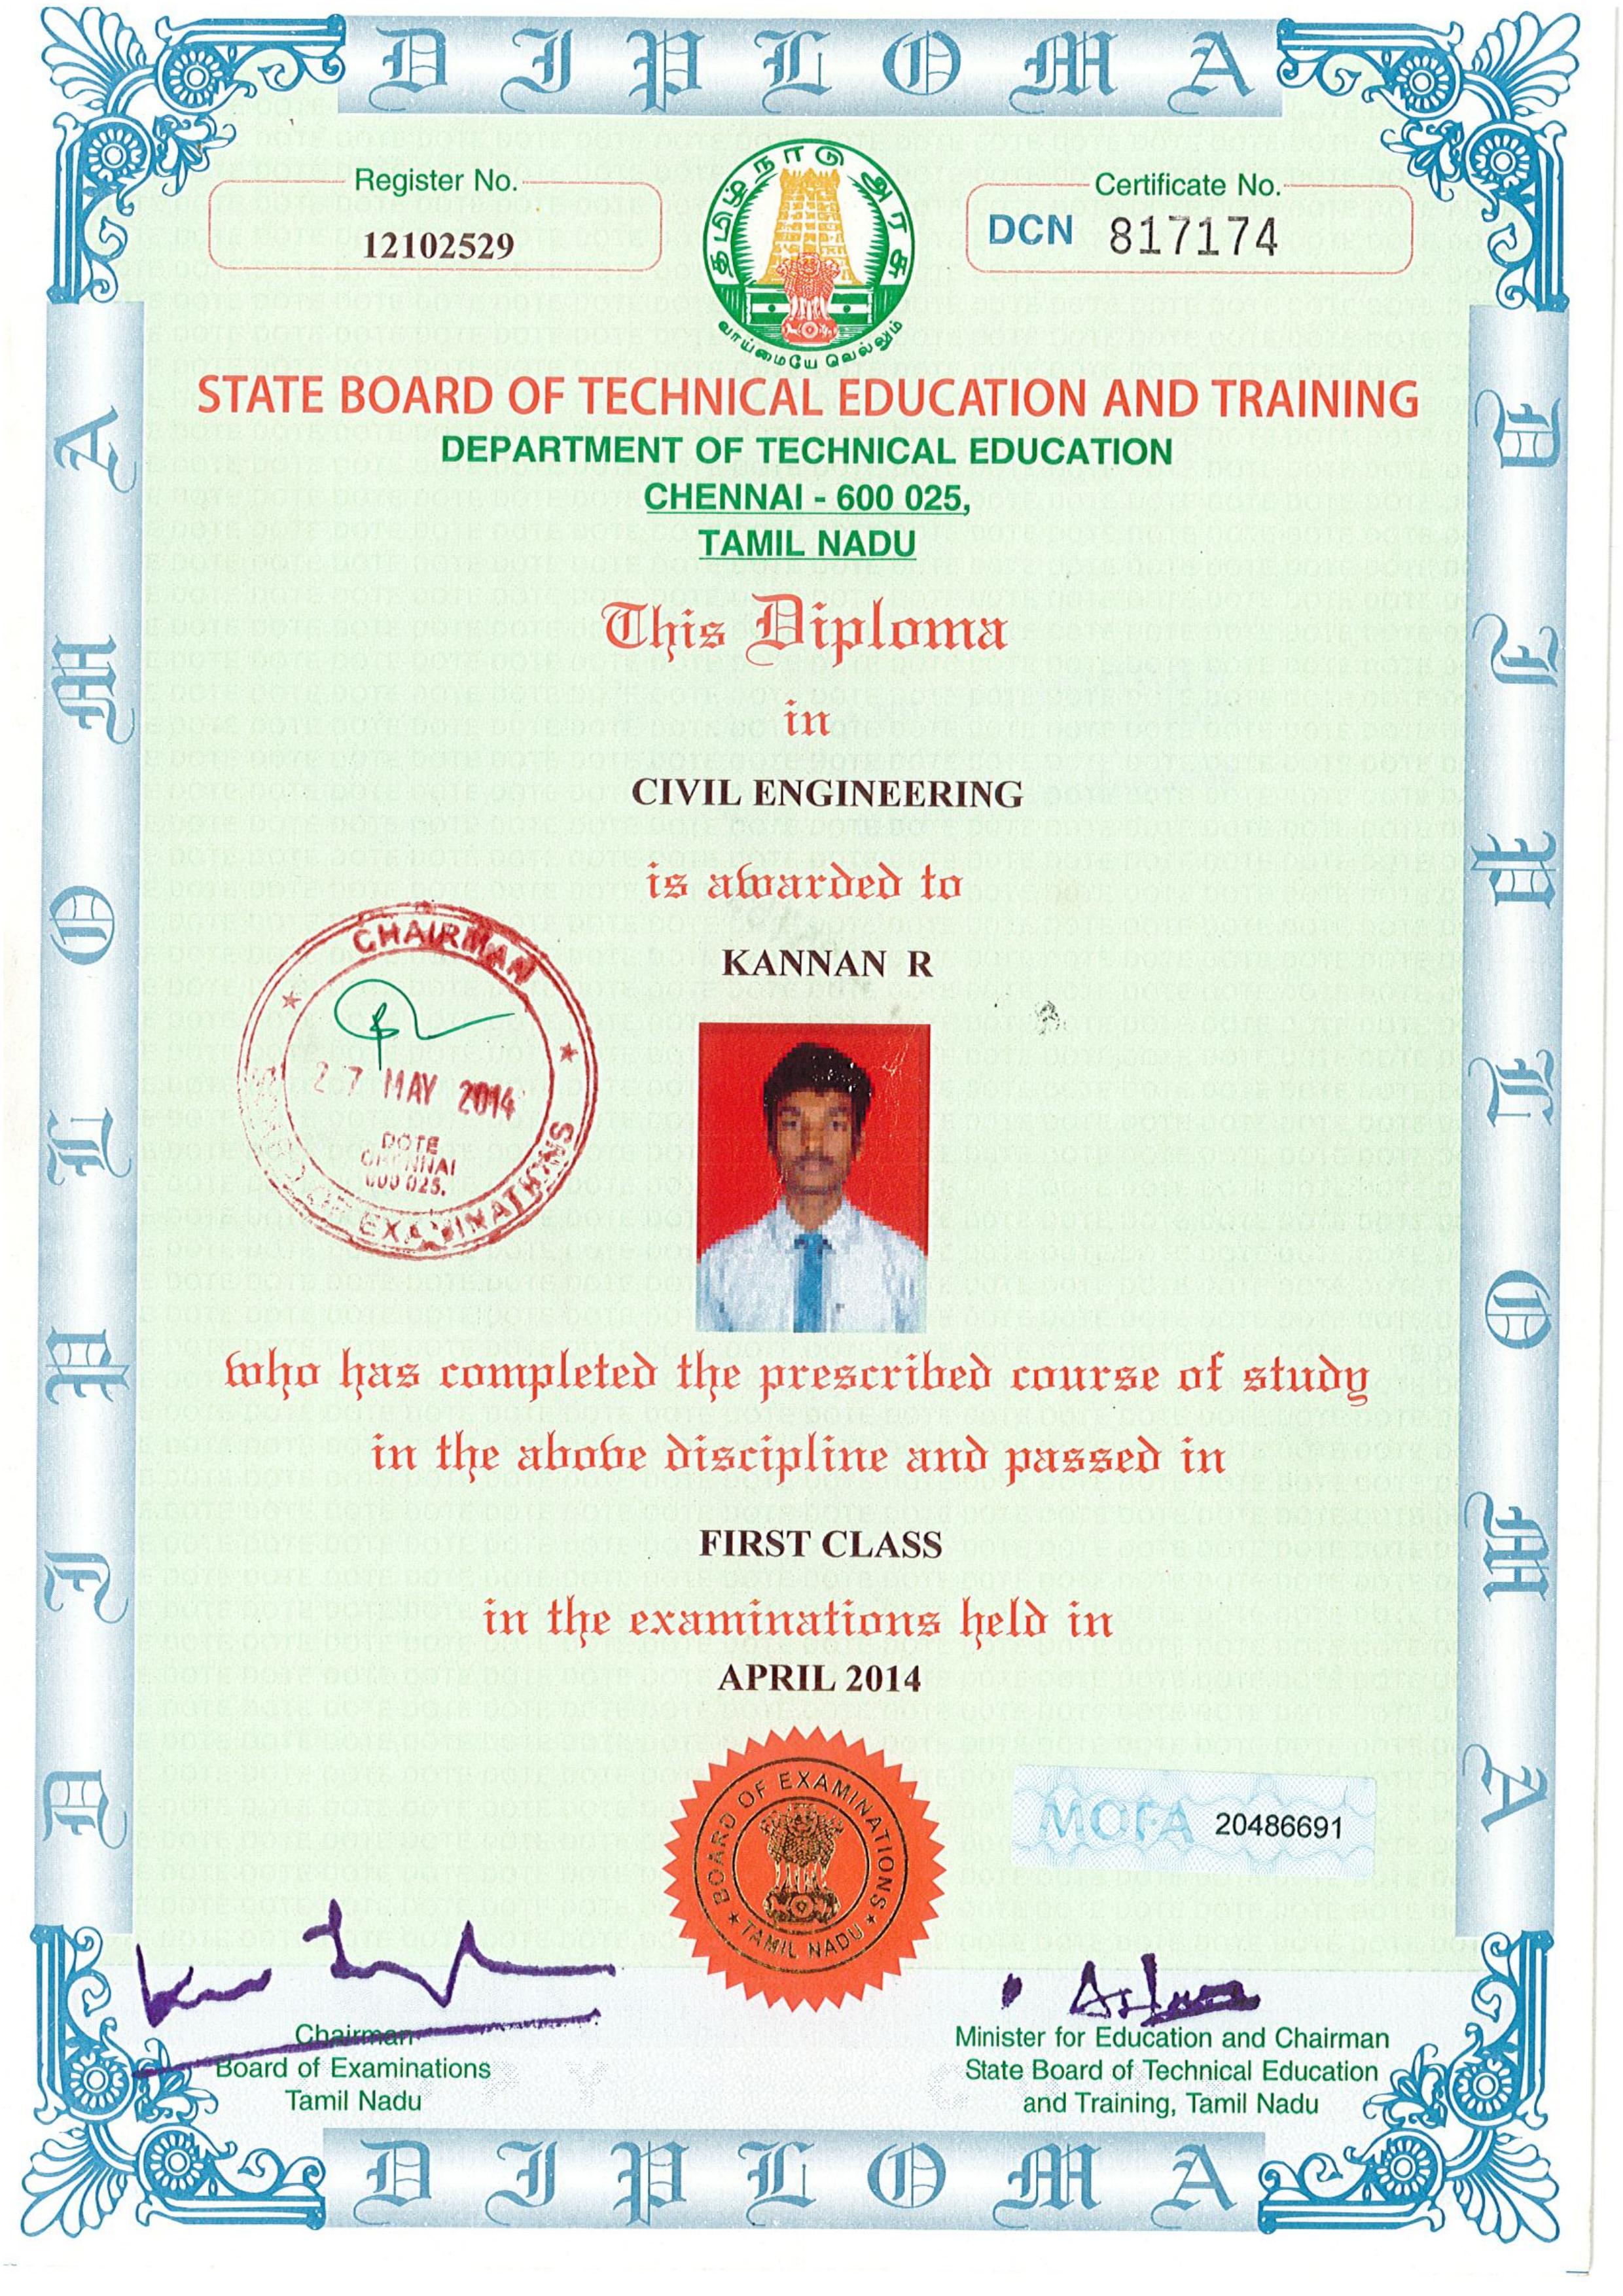 DIPLOMA
Register No.
12102529
தமிழ்நாடு அரசு
வாய்மையே வெல்லும்
Certificate No.
DCN 817174
STATE BOARD OF TECHNICAL EDUCATION AND TRAINING
DEPARTMENT OF TECHNICAL EDUCATION
CHENNAI - 600 025,
TAMIL NADU
This Diploma
in
CIVIL ENGINEERING
is awarded to
KANNAN R
CHAIRMAN
27 MAY 2014
DOTE
CHENNAI
600 025.
BOARD OF EXAMINATIONS
who has completed the prescribed course of study
in the above discipline and passed in
FIRST CLASS
in the examinations held in
APRIL 2014
BOARD OF EXAMINATIONS
TAMIL NADU
MOFA 20486691
Chairman
Board of Examinations
Tamil Nadu
Minister for Education and Chairman
State Board of Technical Education
and Training, Tamil Nadu
DIPLOMA
DIPLOMA
DIPLOMA